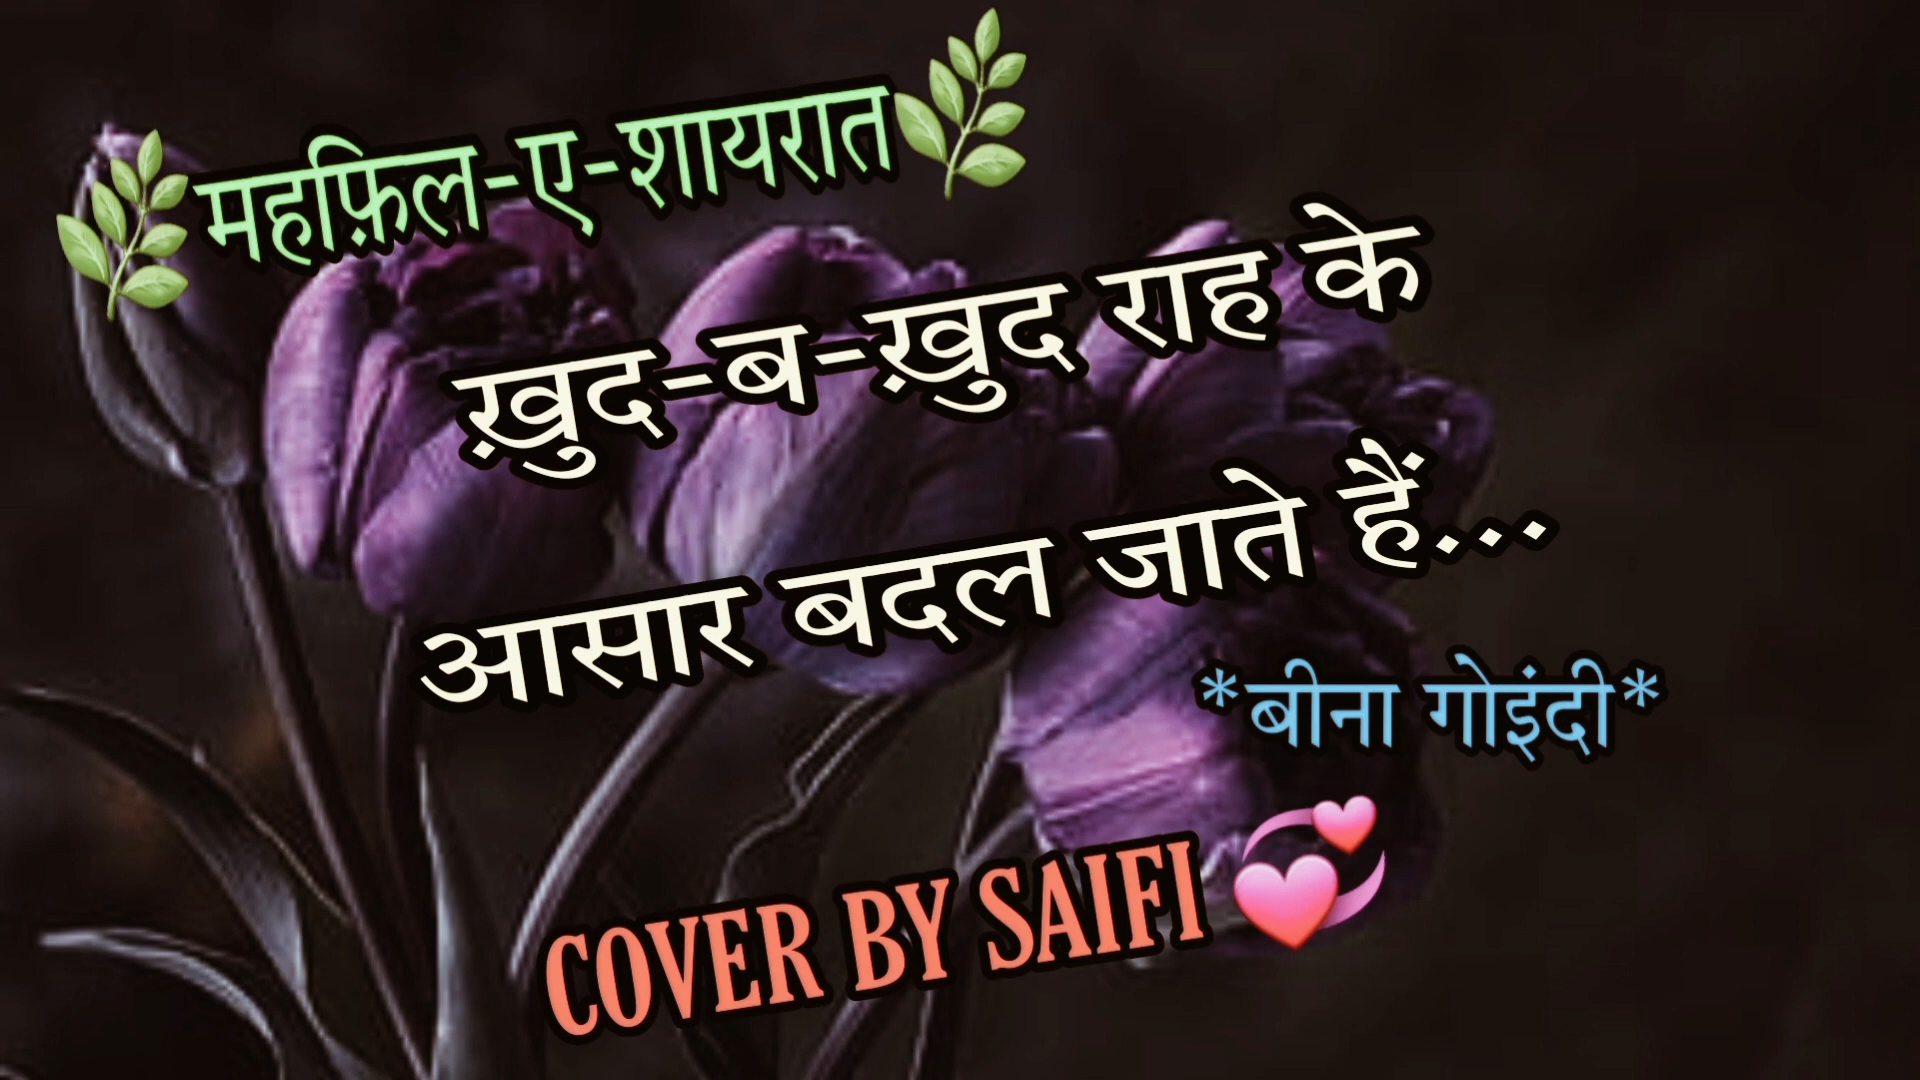 🌿महफ़िल-ए-शायरात🌿
ख़ुद-ब-ख़ुद राह के
आसार बदल जाते हैं...
*बीना गोइंदी*
COVER BY SAIFI 💞